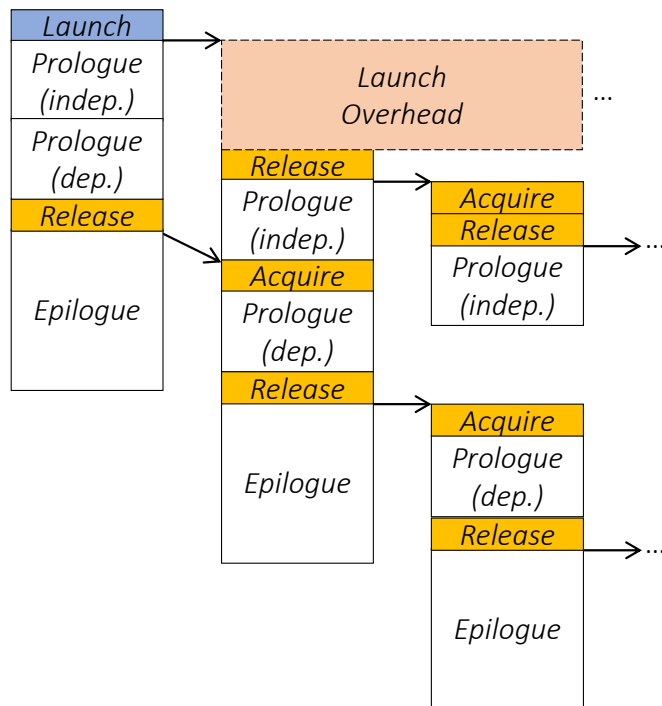 Launch
Prologue
(indep.)
Prologue
(dep.)
Release
Epilogue
Launch
Overhead
...
Release
Prologue
(indep.)
Acquire
Prologue
(dep.)
Release
Epilogue
Acquire
Release
...
Prologue
(indep.)
Acquire
Prologue
(dep.)
Release
...
Epilogue